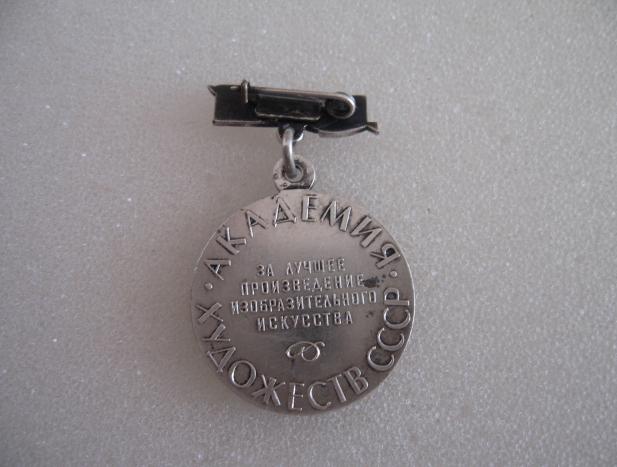 АКАДЕМИЯ
ХУДОЖЕСТВ СССР
ЗА ЛУЧШЕЕ
ПРОИЗВЕДЕНИЕ
ИЗОБРАЗИТЕЛЬНОГО
ИСКУССТВА